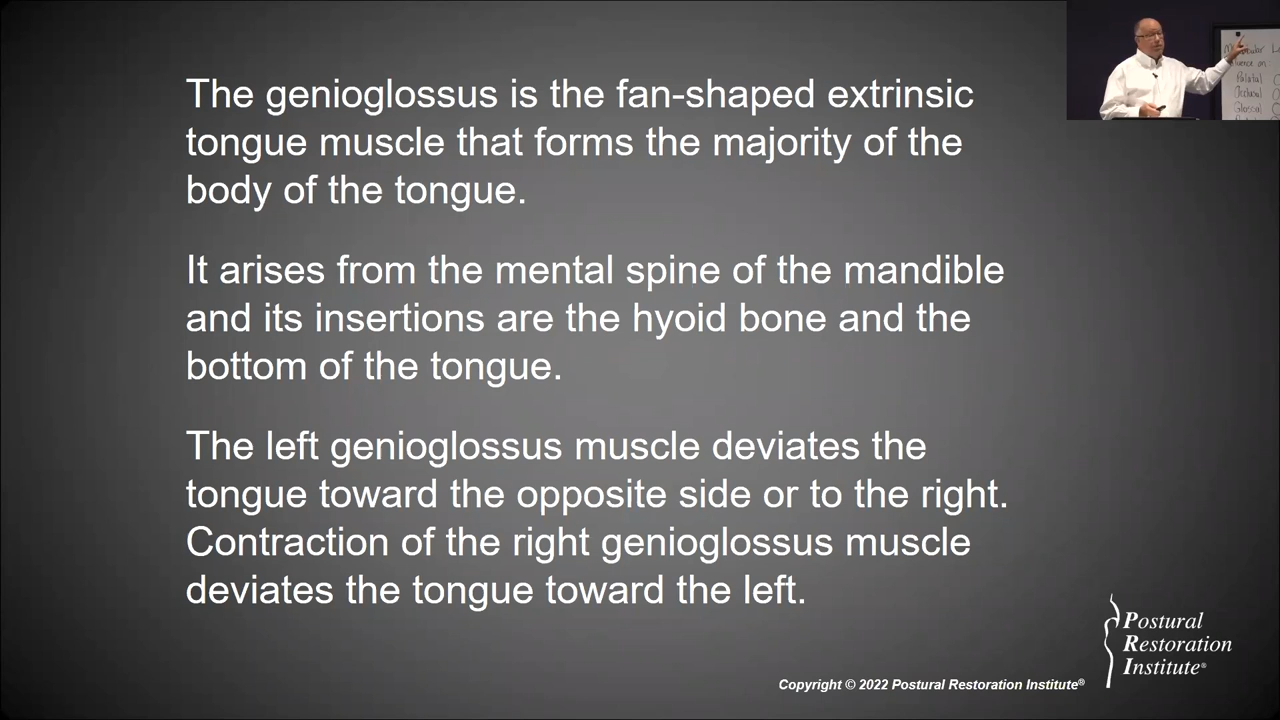 The genioglossus is the fan-shaped extrinsic
tongue muscle that forms the majority of the
body of the tongue.
It arises from the mental spine of the mandible
and its insertions are the hyoid bone and the
bottom of the tongue.
The left genioglossus muscle deviates the
tongue toward the opposite side or to the right.
Contraction of the right genioglossus muscle
deviates the tongue toward the left.
Palatal
Glossal
Postural
Restoration
Institute®
Copyright © 2022 Postural Restoration Institute®